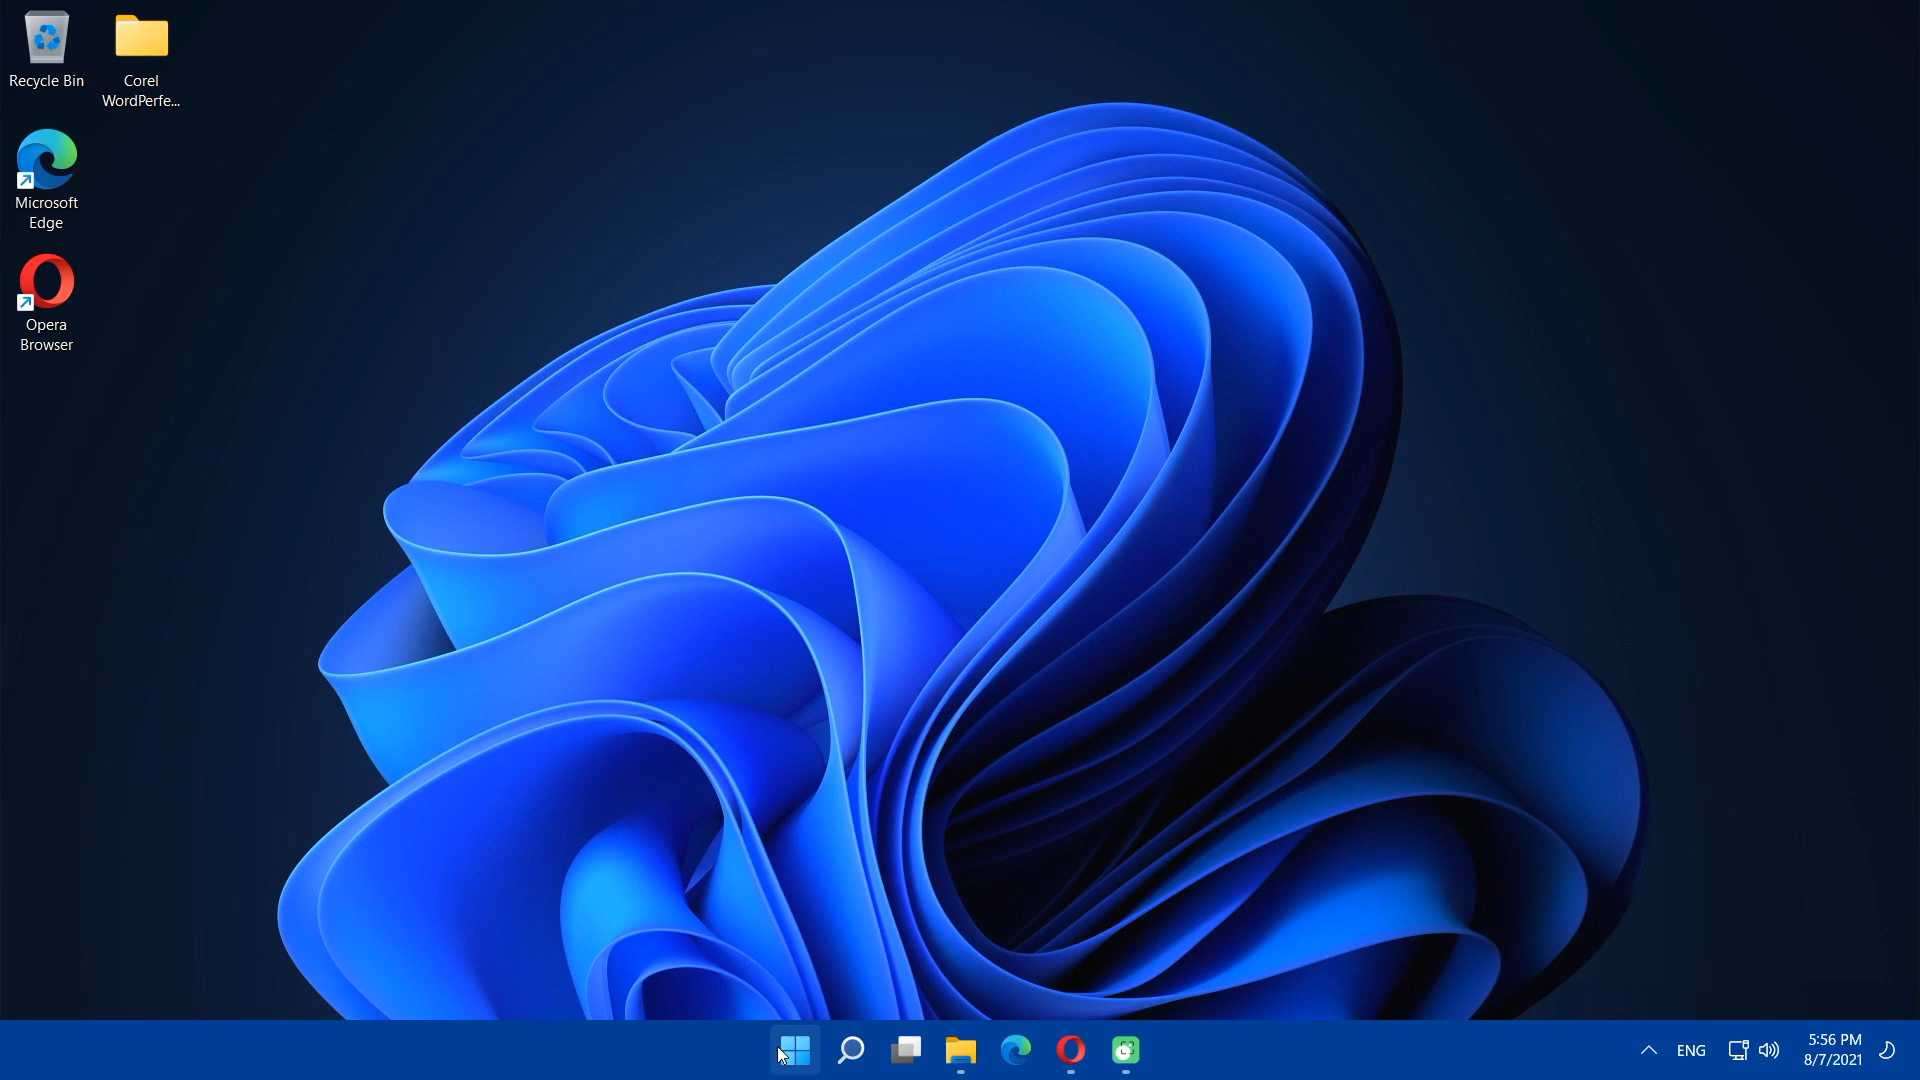 Recycle Bin
Corel
WordPerfe...
Microsoft
Edge
Opera
Browser
ENG
5:56 PM
8/7/2021